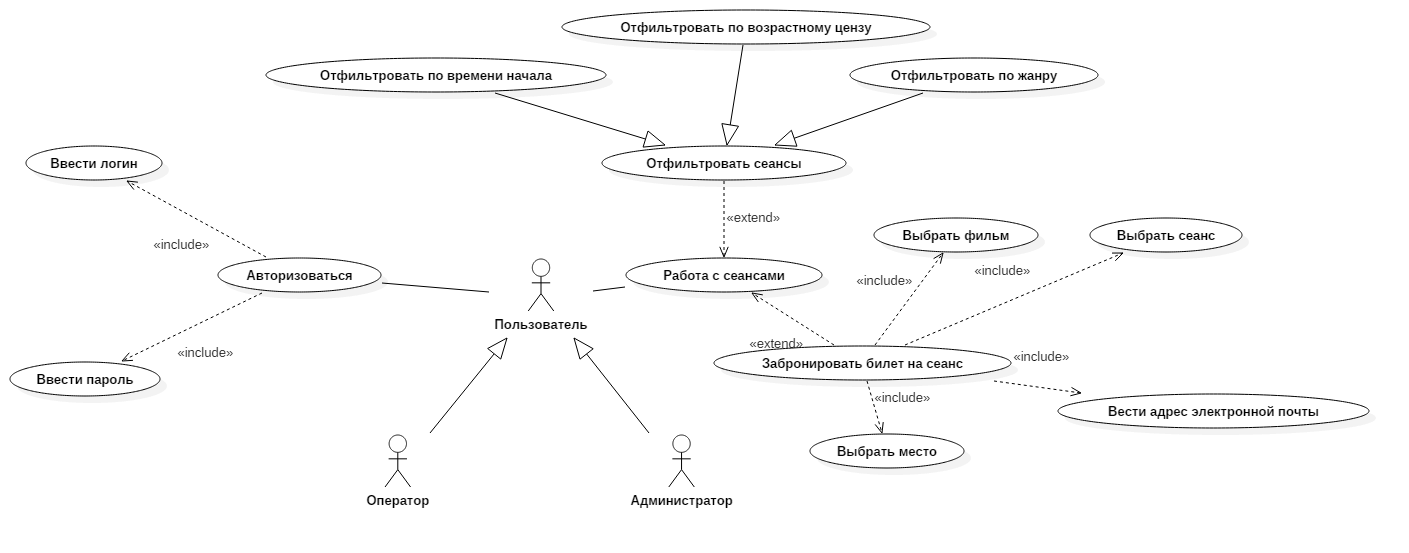 Отфильтровать по возрастному цензу
Отфильтровать по времени начала
Отфильтровать по жанру
Ввести логин
Отфильтровать сеансы
«extend»
Выбрать фильм
Выбрать сеанс
«include»
Авторизоваться
Работа с сеансами
«include»
«include»
Пользователь
«include»
«extend»
Забронировать билет на сеанс
«include»
Ввести пароль
«include»
Вести адрес электронной почты
Выбрать место
Оператор
Администратор